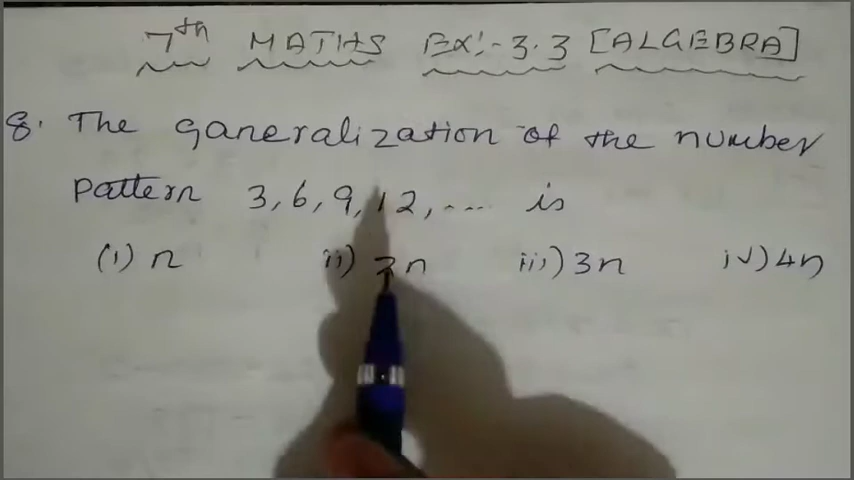 7th MATHS EX:- 3.3 [ALGEBRA]
8. The ganeralization of the number
pattern 3, 6, 9, 12, .... is
(i) n ii) 2n iii) 3n iv) 4n